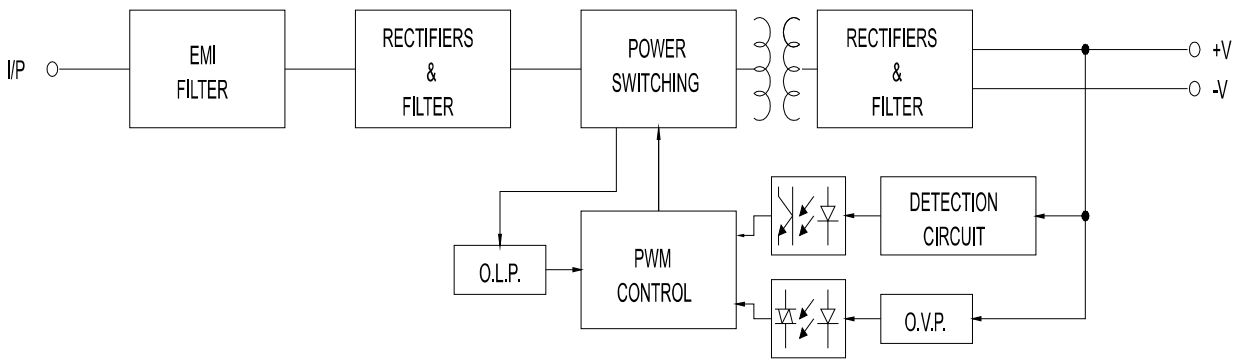 I/P
EMI
FILTER
RECTIFIERS
&
FILTER
POWER
SWITCHING
RECTIFIERS
&
FILTER
+V
-V
DETECTION
CIRCUIT
O.L.P.
PWM
CONTROL
O.V.P.